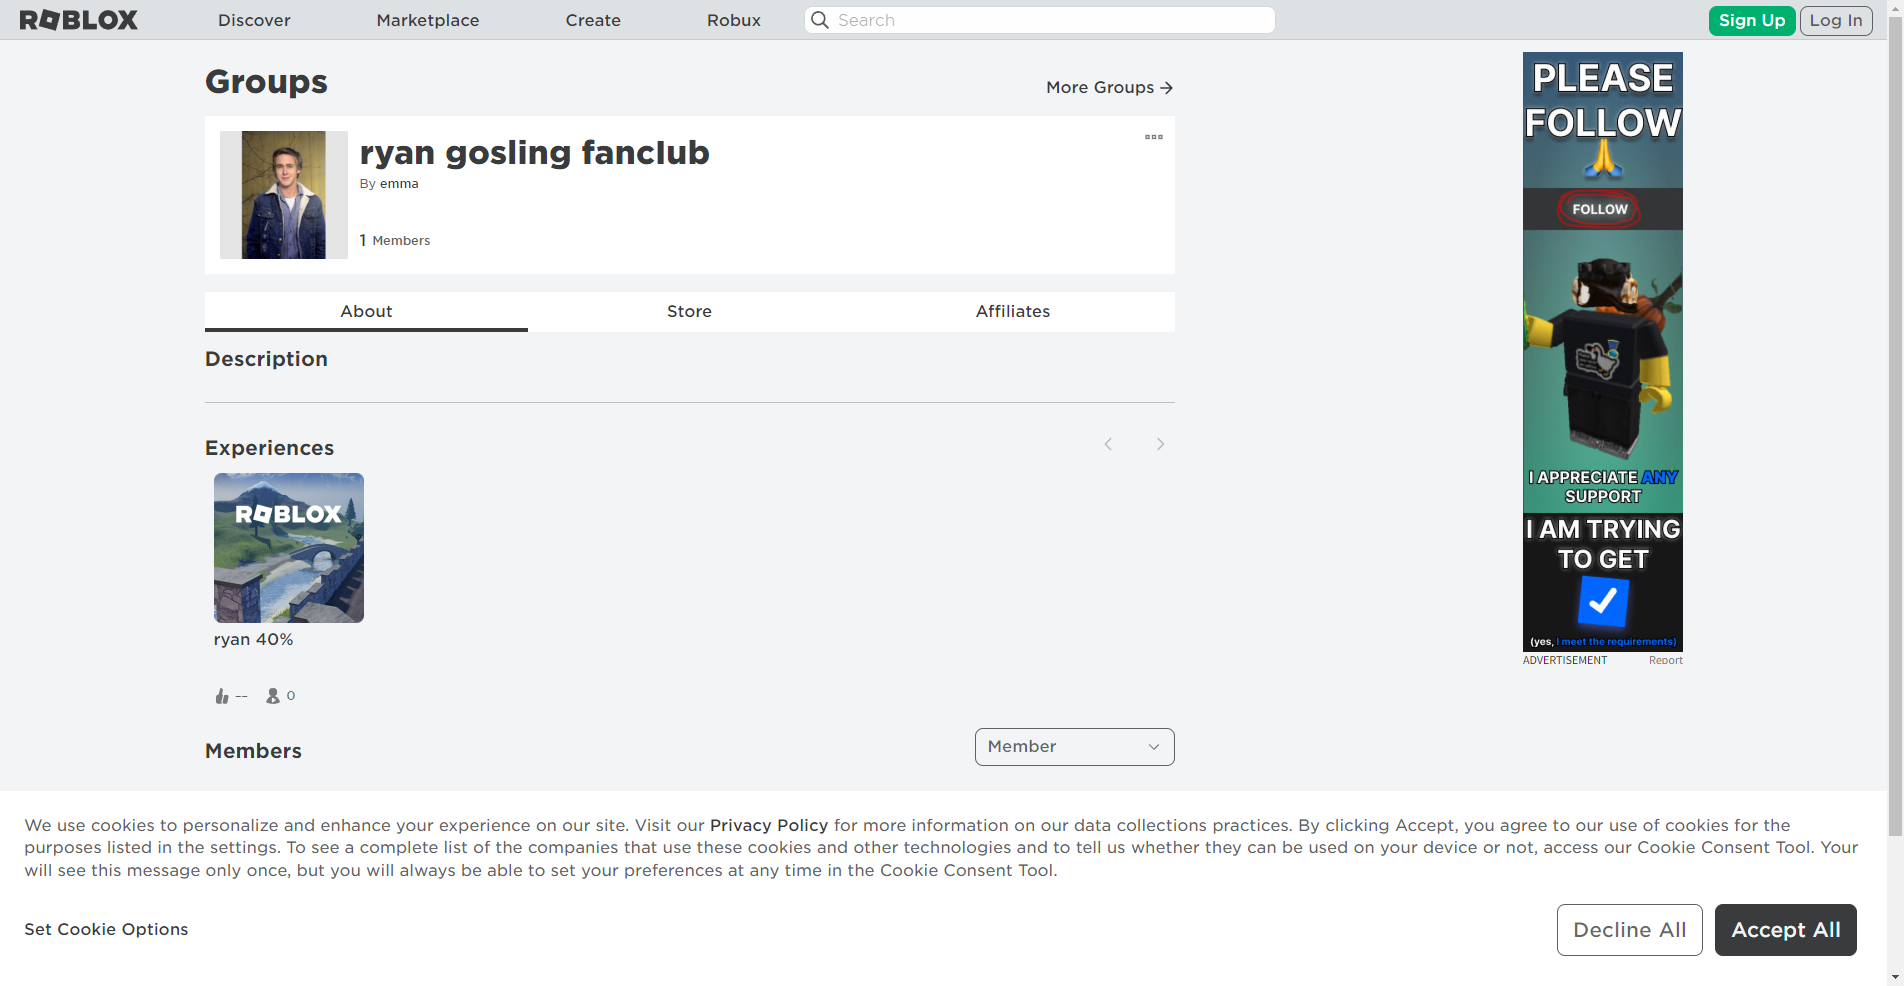 ROBLOX
Discover
Marketplace
Create
Robux
Search
Sign Up
Log In
Groups
More Groups
ryan gosling fanclub
By emma
1 Members
About
Store
Affiliates
Description
Experiences
ROBLOX
ryan 40%
--
0
Members
Member
PLEASE
FOLLOW
FOLLOW
I APPRECIATE ANY
SUPPORT
I AM TRYING
TO GET
(yes, I meet the requirements)
ADVERTISEMENT
Report
We use cookies to personalize and enhance your experience on our site. Visit our Privacy Policy for more information on our data collections practices. By clicking Accept, you agree to our use of cookies for the
purposes listed in the settings. To see a complete list of the companies that use these cookies and other technologies and to tell us whether they can be used on your device or not, access our Cookie Consent Tool. Your
will see this message only once, but you will always be able to set your preferences at any time in the Cookie Consent Tool.
Set Cookie Options
Decline All
Accept All